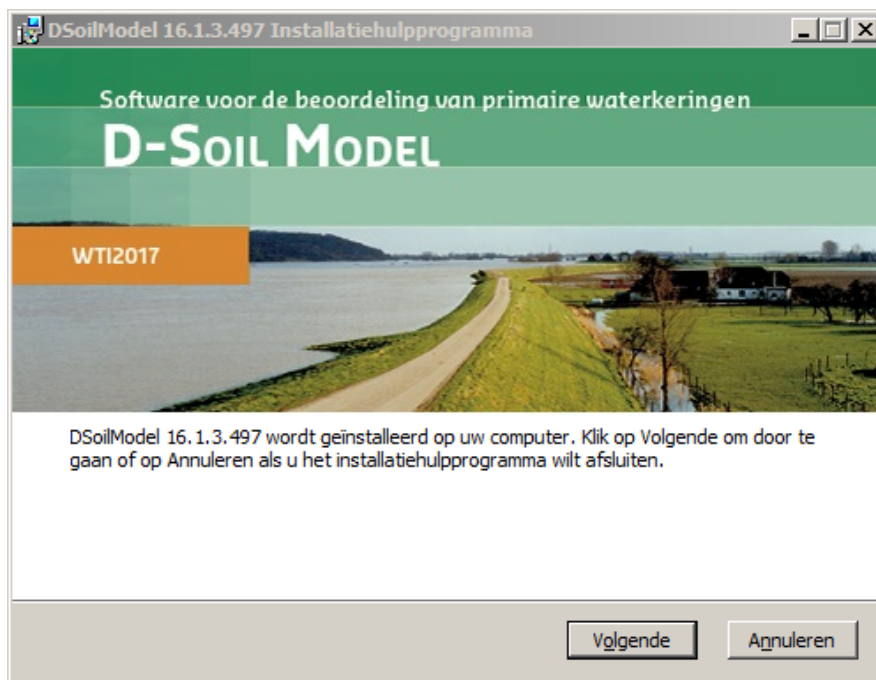 DSoilModel 16.1.3.497 Installatiehulpprogramma
Software voor de beoordeling van primaire waterkeringen
D-SOIL MODEL
WTI2017
DSoilModel 16.1.3.497 wordt geïnstalleerd op uw computer. Klik op Volgende om door te
gaan of op Annuleren als u het installatiehulpprogramma wilt afsluiten.
Volgende
Annuleren